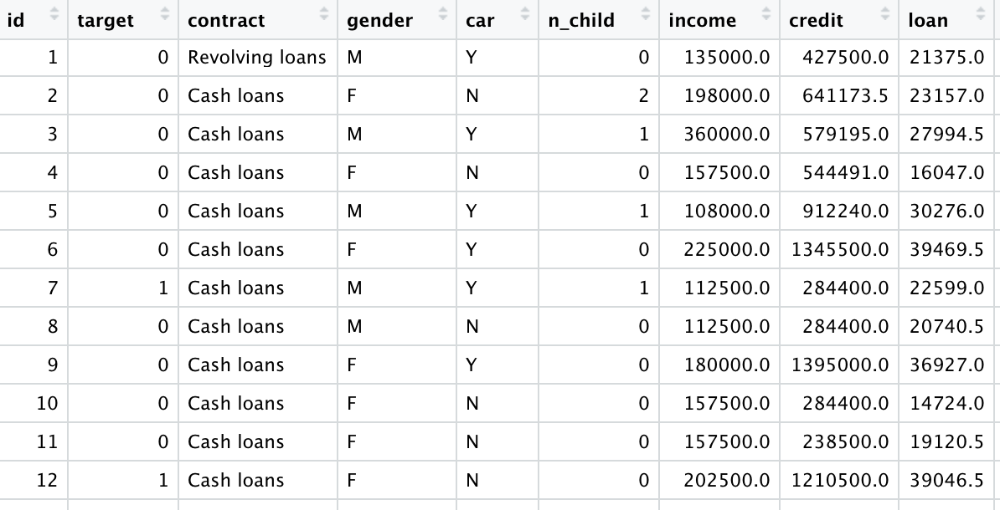 id target contract gender car n_child income credit loan
1 0 Revolving loans M Y 0 135000.0 427500.0 21375.0
2 0 Cash loans F N 2 198000.0 641173.5 23157.0
3 0 Cash loans M Y 1 360000.0 579195.0 27994.5
4 0 Cash loans F N 0 157500.0 544491.0 16047.0
5 0 Cash loans M Y 1 108000.0 912240.0 30276.0
6 0 Cash loans F Y 0 225000.0 1345500.0 39469.5
7 1 Cash loans M Y 1 112500.0 284400.0 22599.0
8 0 Cash loans M N 0 112500.0 284400.0 20740.5
9 0 Cash loans F Y 0 180000.0 1395000.0 36927.0
10 0 Cash loans F N 0 157500.0 284400.0 14724.0
11 0 Cash loans F N 0 157500.0 238500.0 19120.5
12 1 Cash loans F N 0 202500.0 1210500.0 39046.5